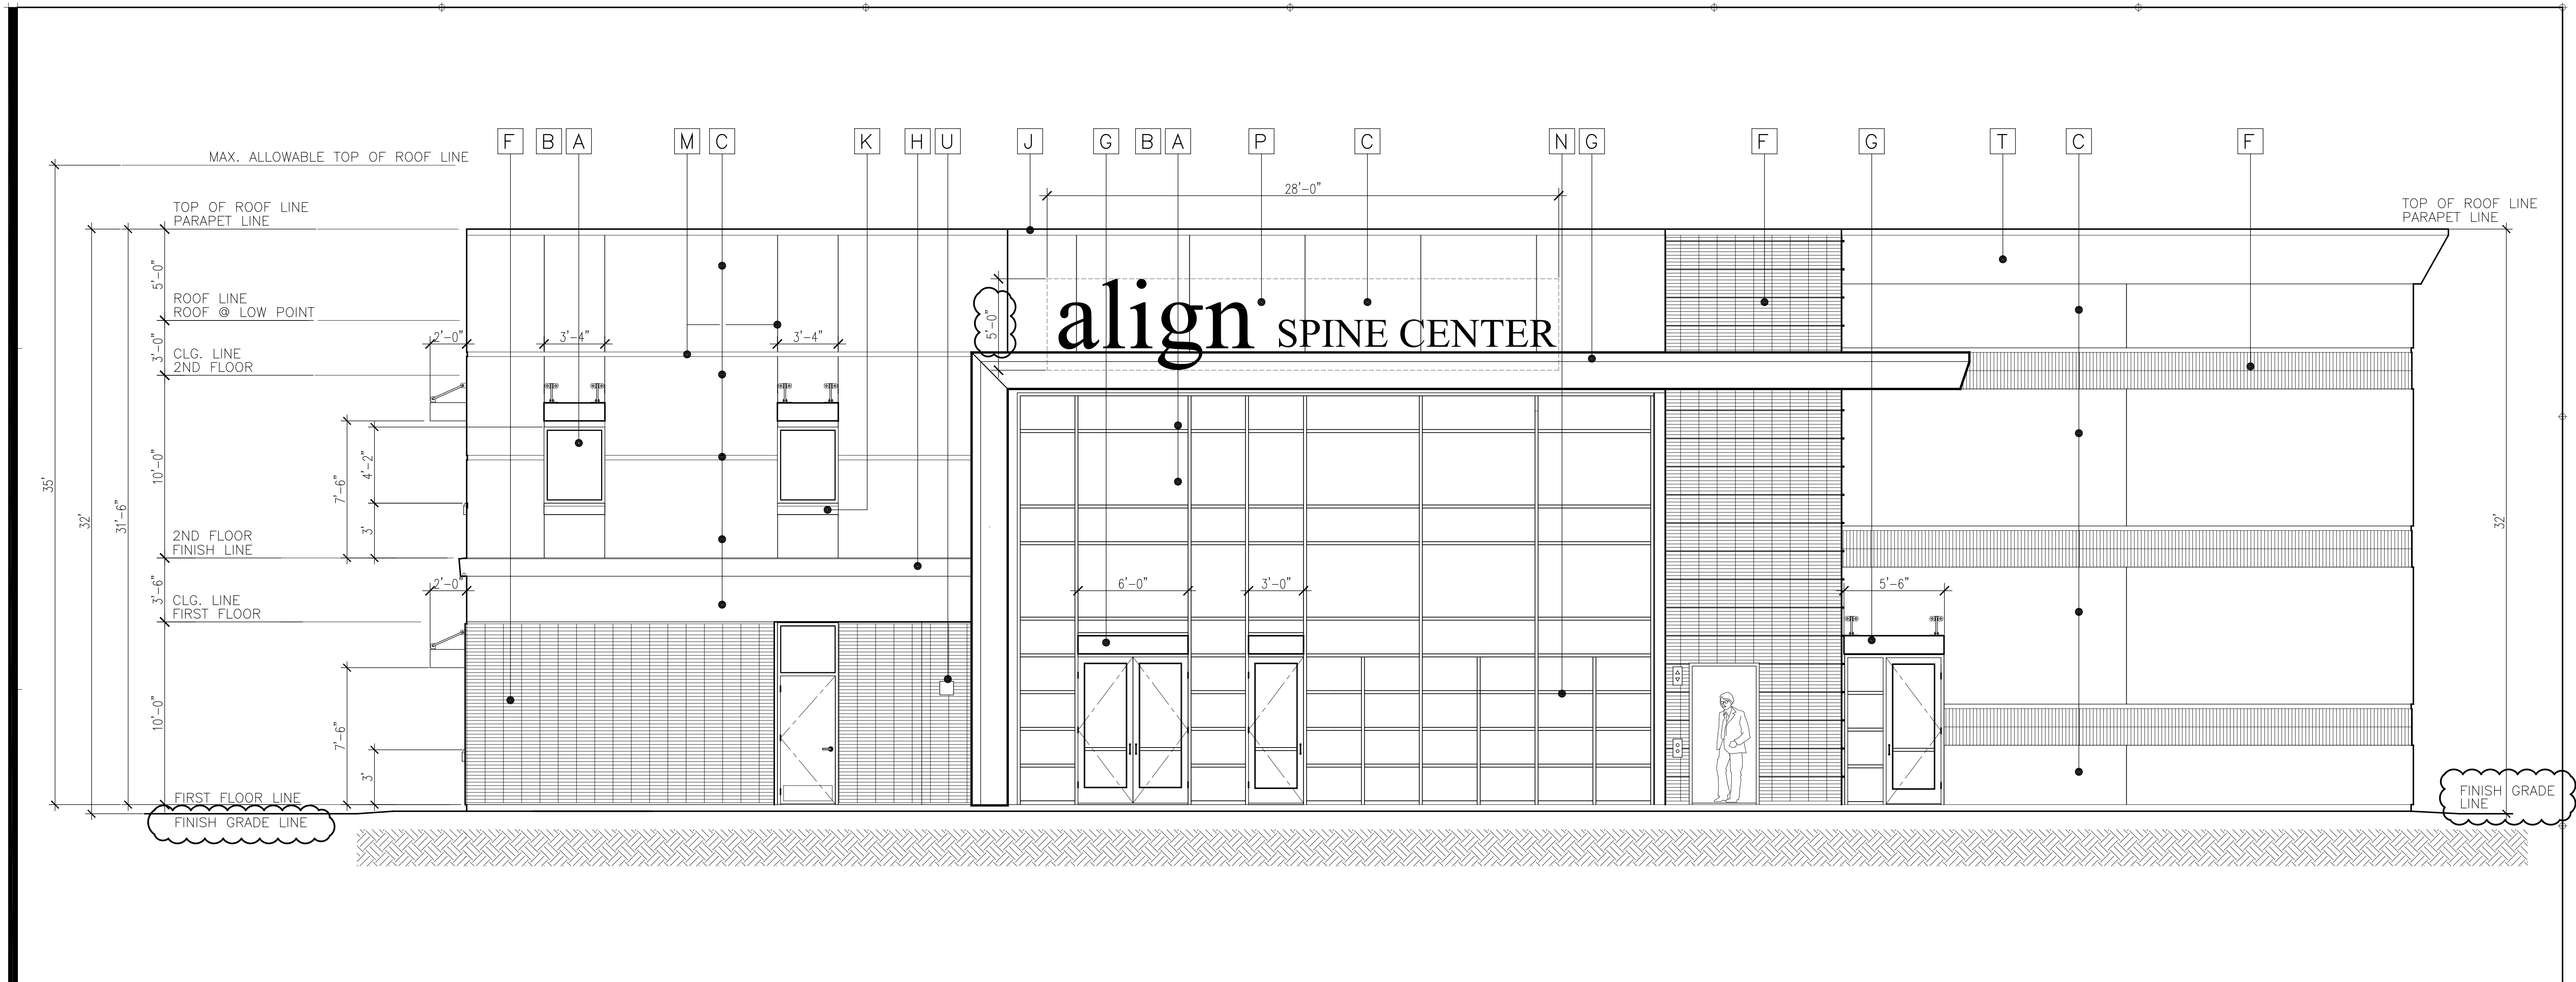 F B A M C K H U J G B A P C N G F G T C F
MAX. ALLOWABLE TOP OF ROOF LINE
28'-0"
TOP OF ROOF LINE
PARAPET LINE
TOP OF ROOF LINE
PARAPET LINE
5'-0"
ROOF LINE
ROOF @ LOW POINT
5'-0"
align SPINE CENTER
2'-0"
3'-4"
3'-4"
3'-0"
CLG. LINE
2ND FLOOR
10'-0"
4'-2"
7'-6"
3'
35'
32'
31'-6"
32'
2ND FLOOR
FINISH LINE
3'-6"
2'-0"
6'-0"
3'-0"
5'-6"
CLG. LINE
FIRST FLOOR
10'-0"
7'-6"
3'
FIRST FLOOR LINE
FINISH GRADE LINE
FINISH GRADE
LINE